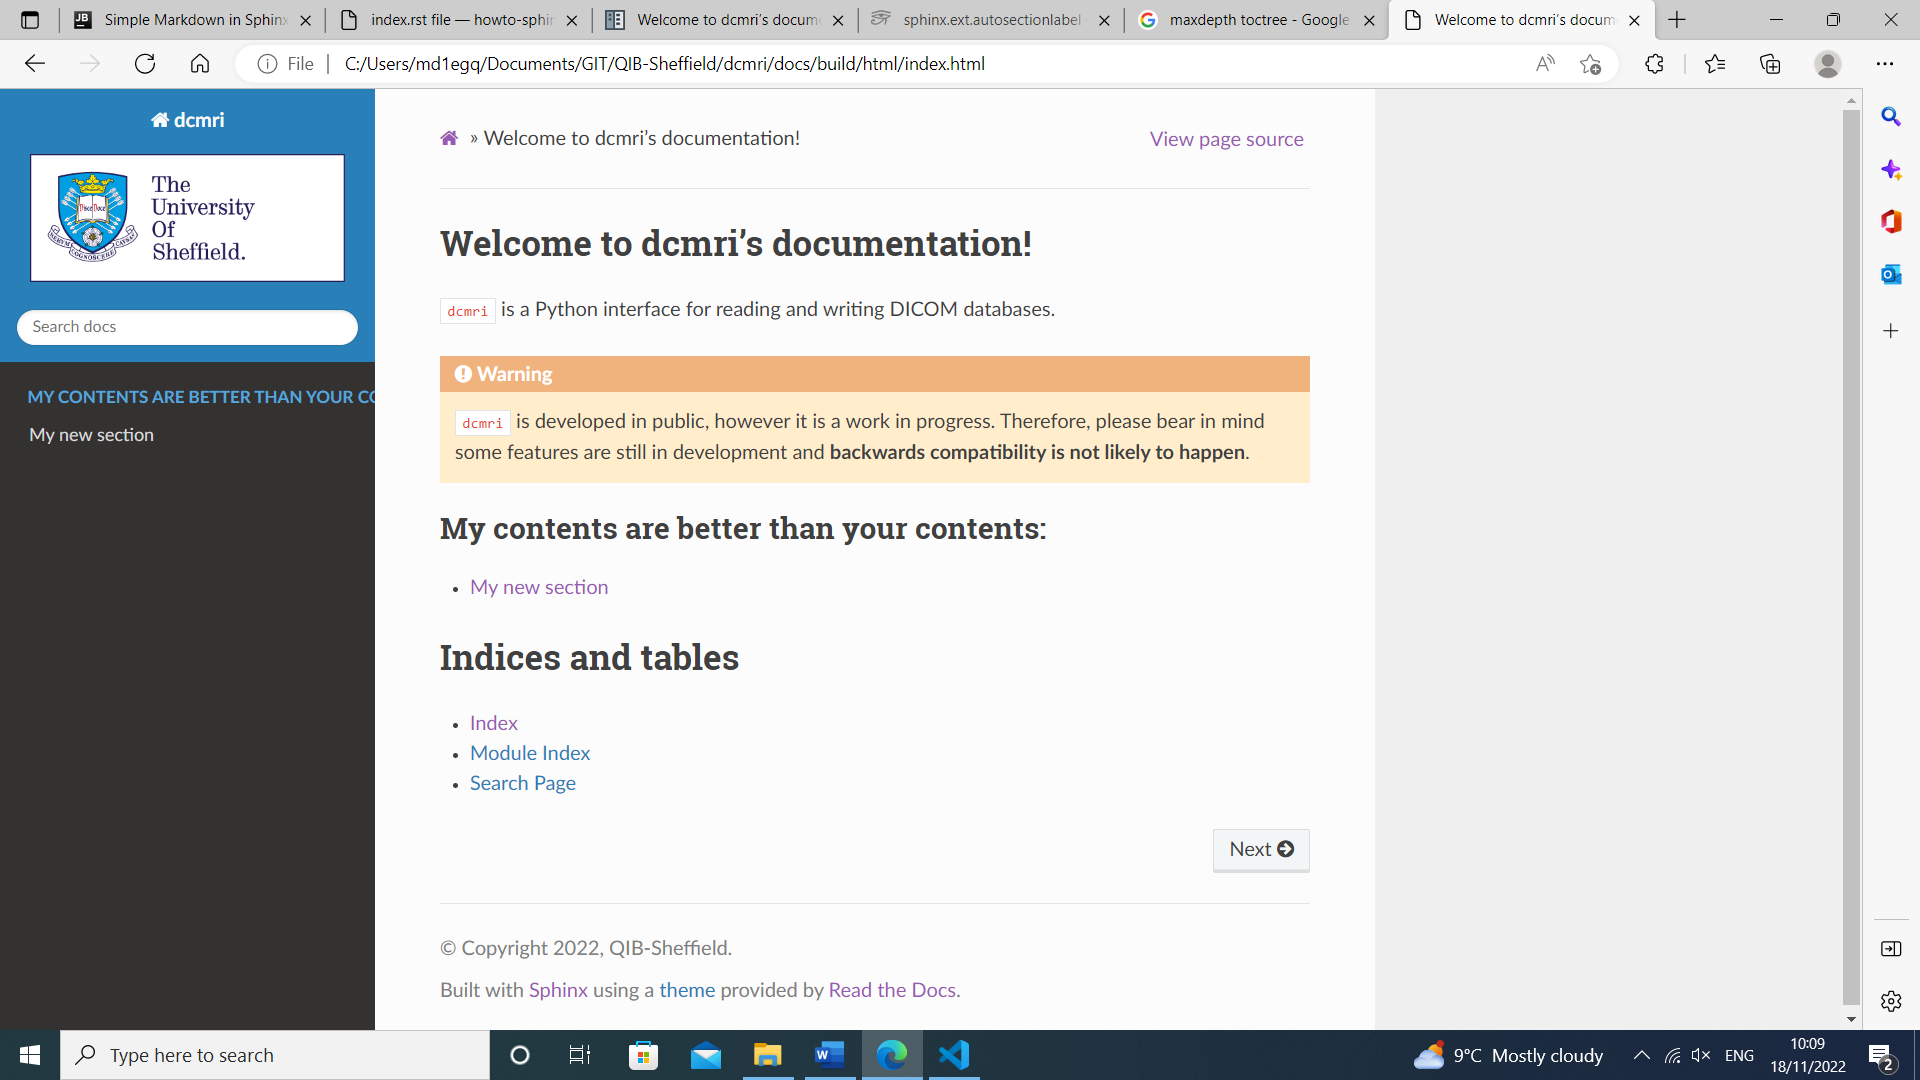 Simple Markdown in Sphinx
index.rst file — howto-sphin
Welcome to dcmri's docum
sphinx.ext.autosectionlabel
maxdepth toctree - Google
Welcome to dcmri's docum
File
C:/Users/md1egq/Documents/GIT/QIB-Sheffield/dcmri/docs/build/html/index.html
dcmri
The
University
Of
Sheffield.
Search docs
MY CONTENTS ARE BETTER THAN YOUR CO
My new section
» Welcome to dcmri's documentation!
View page source
Welcome to dcmri's documentation!
dcmri is a Python interface for reading and writing DICOM databases.
Warning
dcmri is developed in public, however it is a work in progress. Therefore, please bear in mind
some features are still in development and backwards compatibility is not likely to happen.
My contents are better than your contents:
• My new section
Indices and tables
• Index
• Module Index
• Search Page
Next
© Copyright 2022, QIB-Sheffield.
Built with Sphinx using a theme provided by Read the Docs.
Type here to search
9°C Mostly cloudy
ENG
10:09
18/11/2022
2